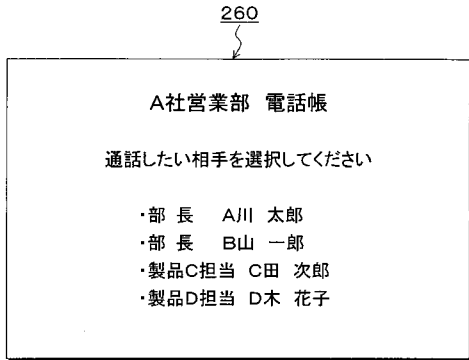 260
A社営業部 電話帳
通話したい相手を選択してください
・部 長 A川 太郎
・部 長 B山 一郎
・製品C担当 C田 次郎
・製品D担当 D木 花子